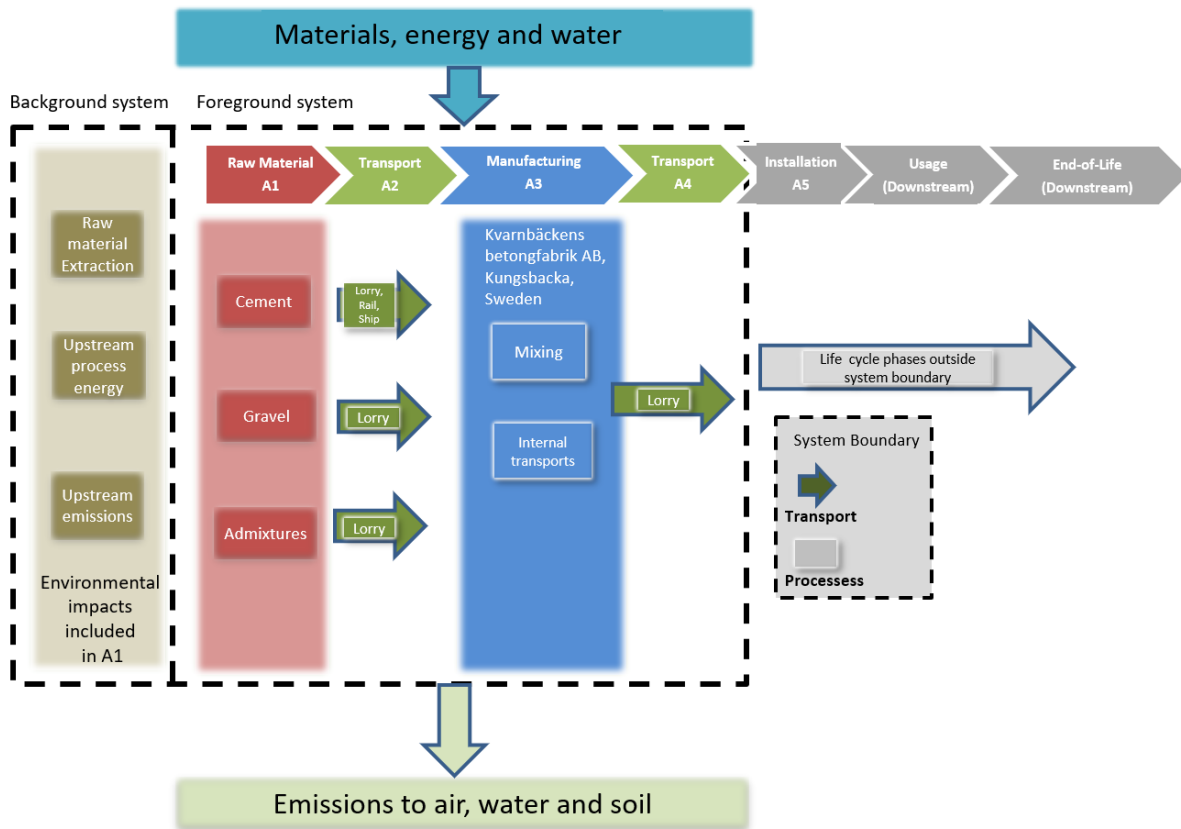 Materials, energy and water
Background system
Foreground system
Raw Material
A1
Transport
A2
Manufacturing
A3
Transport
A4
Installation
A5
Usage
(Downstream)
End-of-Life
(Downstream)
Raw
material
Extraction
Upstream
process
energy
Upstream
emissions
Environmental
impacts
included
in A1
Cement
Gravel
Admixtures
Lorry,
Rail,
Ship
Lorry
Lorry
Kvarnbäckens
betongfabrik AB,
Kungsbacka,
Sweden
Mixing
Internal
transports
Lorry
Life cycle phases outside
system boundary
System Boundary
Transport
Processess
Emissions to air, water and soil